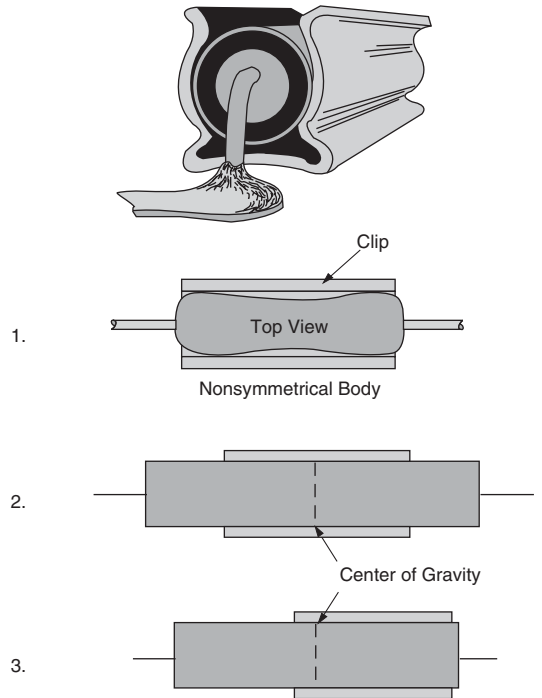 Clip
1.
Top View
Nonsymmetrical Body
2.
Center of Gravity
3.